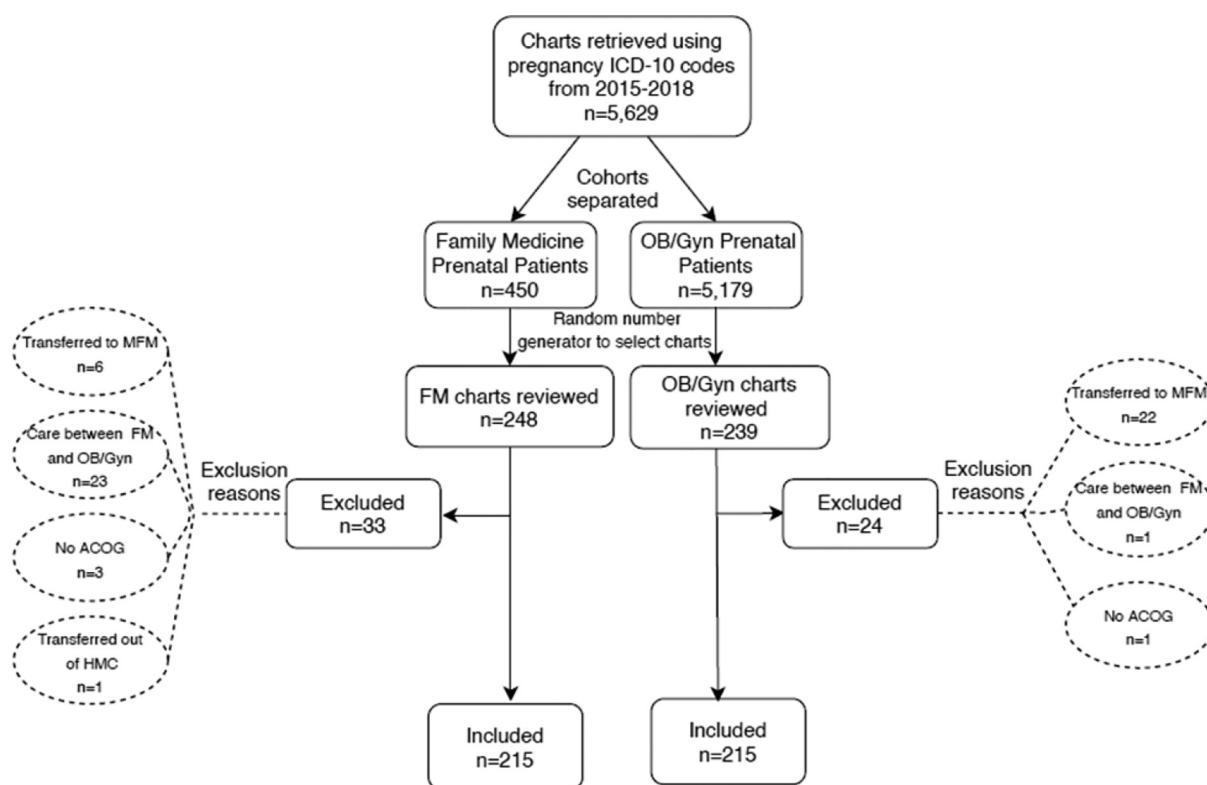 Charts retrieved using
pregnancy ICD-10 codes
from 2015-2018
n=5,629
Cohorts
separated
Family Medicine
Prenatal Patients
n=450
OB/Gyn Prenatal
Patients
n=5,179
Random number
generator to select charts
FM charts reviewed
n=248
OB/Gyn charts
reviewed
n=239
Transferred to MFM
n=6
Care between FM
and OB/Gyn
n=23
No ACOG
n=3
Transferred out
of HMC
n=1
Exclusion
reasons
Excluded
n=33
Excluded
n=24
Exclusion
reasons
Transferred to MFM
n=22
Care between FM
and OB/Gyn
n=1
No ACOG
n=1
Included
n=215
Included
n=215